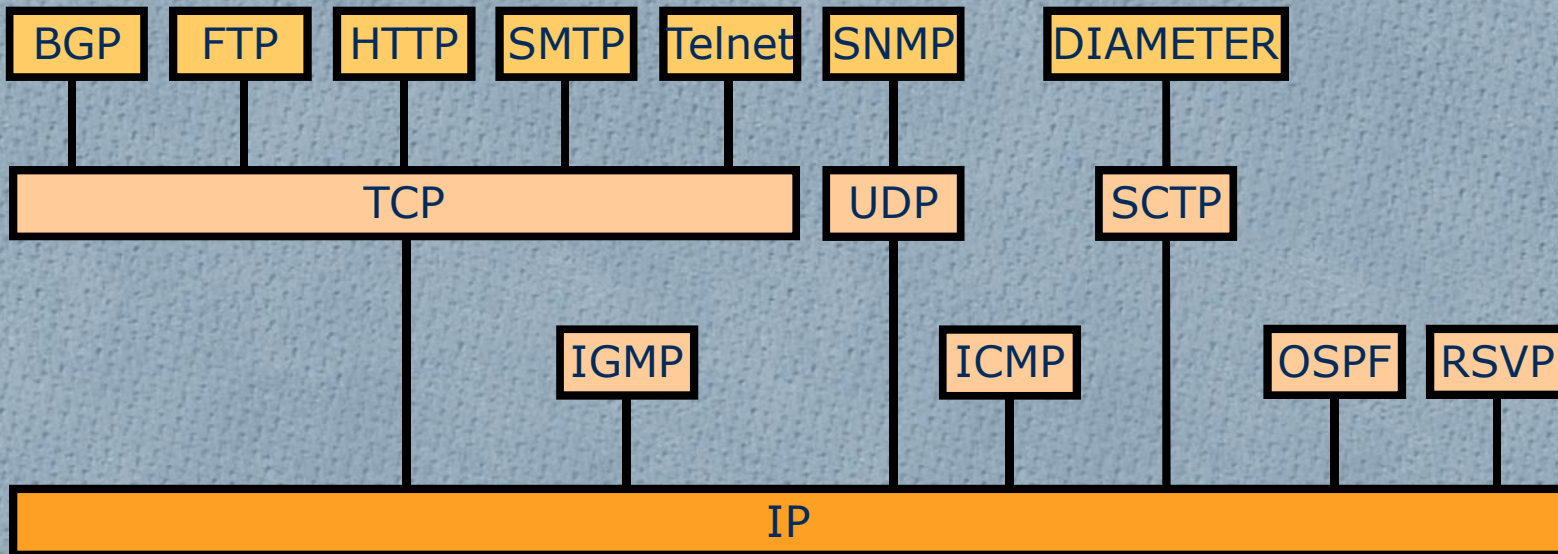 BGP FTP HTTP SMTP Telnet SNMP DIAMETER
TCP UDP SCTP
IGMP ICMP OSPF RSVP
IP